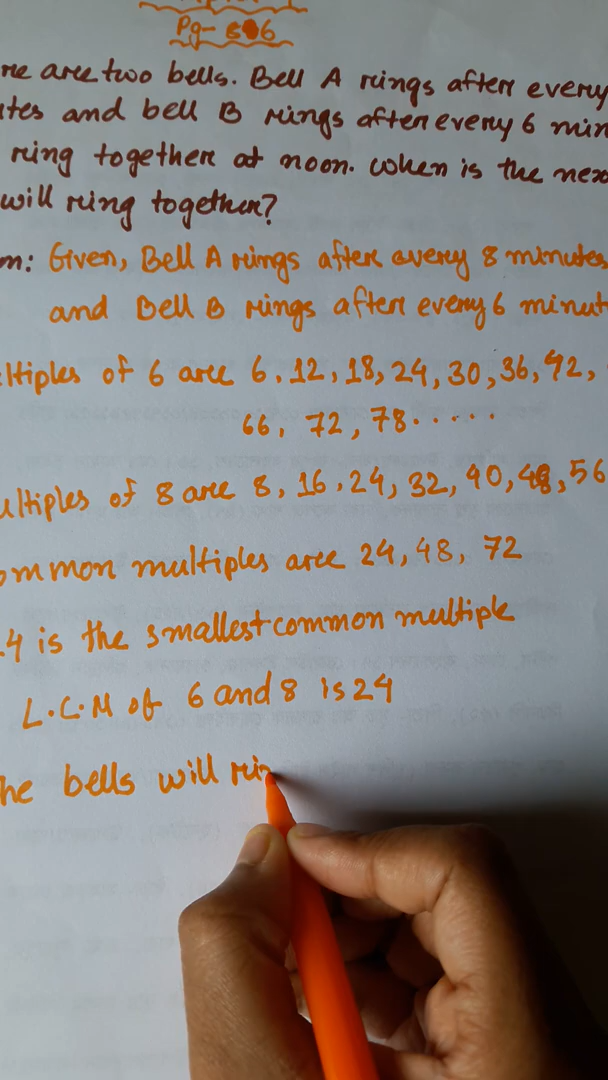 Pg- 6
re are two bells. Bell A rings after every
tes and bell B rings after every 6 min
ring together at noon. When is the nex
will ring together?
m: Given, Bell A rings after every 8 minutes
and Bell B rings after every 6 minut
ltiples of 6 are 6, 12, 18, 24, 30, 36, 42,
66, 72, 78.....
ultiples of 8 are 8, 16, 24, 32, 40, 48, 56
ommon multiples are 24, 48, 72
4 is the smallest common multiple
L.C.M of 6 and 8 is 24
he bells will rin